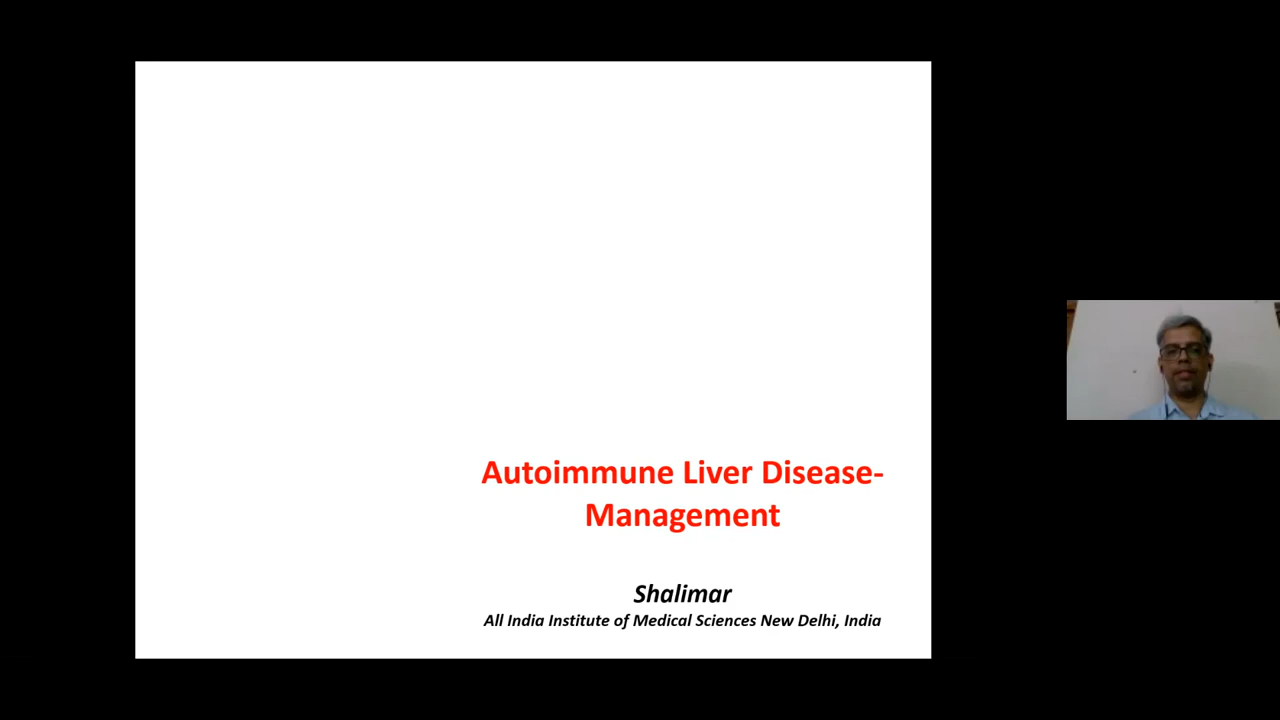 Autoimmune Liver Disease-
Management
Shalimar
All India Institute of Medical Sciences New Delhi, India